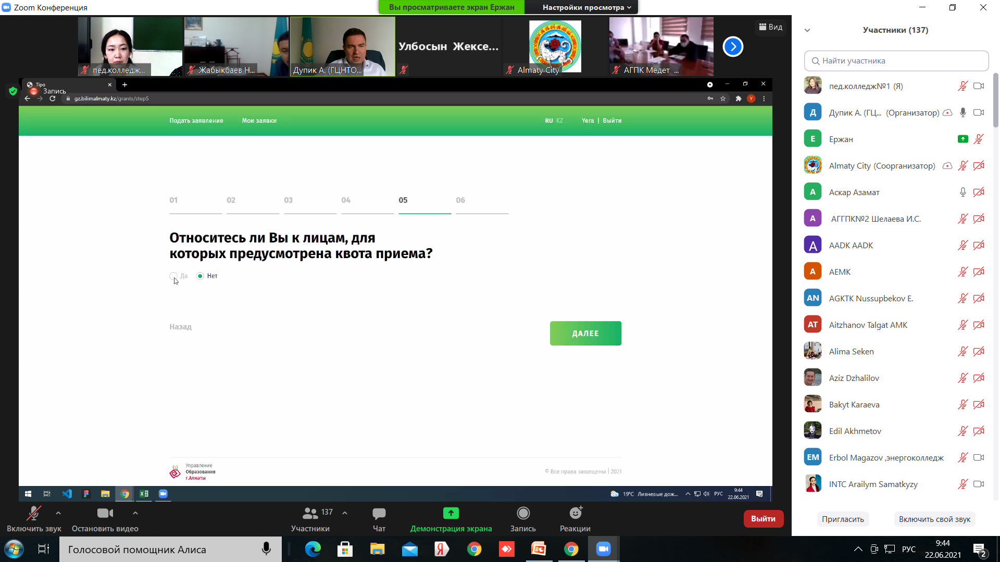 Zoom Конференция
Вы просматриваете экран Ержан
Настройки просмотра
пед.колледж...
Жабыкбаев Н...
Дупик А. (ГЦНТО...
Улбосын Жексе...
Almaty City
АГПК Медет ...
Вид
Tipo
Запись
gz.bilimalmaty.kz/grants/step5
Y
Подать заявление
Мои заявки
RU KZ
Yera | Выйти
01 02 03 04 05 06
Относитесь ли Вы к лицам, для
которых предусмотрена квота приема?
Да Нет
Назад
ДАЛЕЕ
Управление
Образования
г.Алматы
© Все права защищены | 2021
19°C Ливневые дож...
РУС
9:44
22.06.2021
Участники (137)
Найти участника
пед.колледж№1 (Я)
Д Дупик А. (ГЦ... (Организатор)
Е Ержан
Almaty City (Соорганизатор)
А Аскар Азамат
А АГГПК№2 Шелаева И.С.
A AADK AADK
А АЕМК
AN AGKTK Nussupbekov E.
AT Aitzhanov Talgat AMK
Alima Seken
Aziz Dzhalilov
Bakyt Karaeva
Edil Akhmetov
EM Erbol Magazov ,энергоколледж
INTC Arailym Samatkyzy
Пригласить
Включить свой звук
Включить звук
Остановить видео
137
Участники
Чат
Демонстрация экрана
Запись
Реакции
Выйти
Голосовой помощник Алиса
РУС
9:44
22.06.2021
2